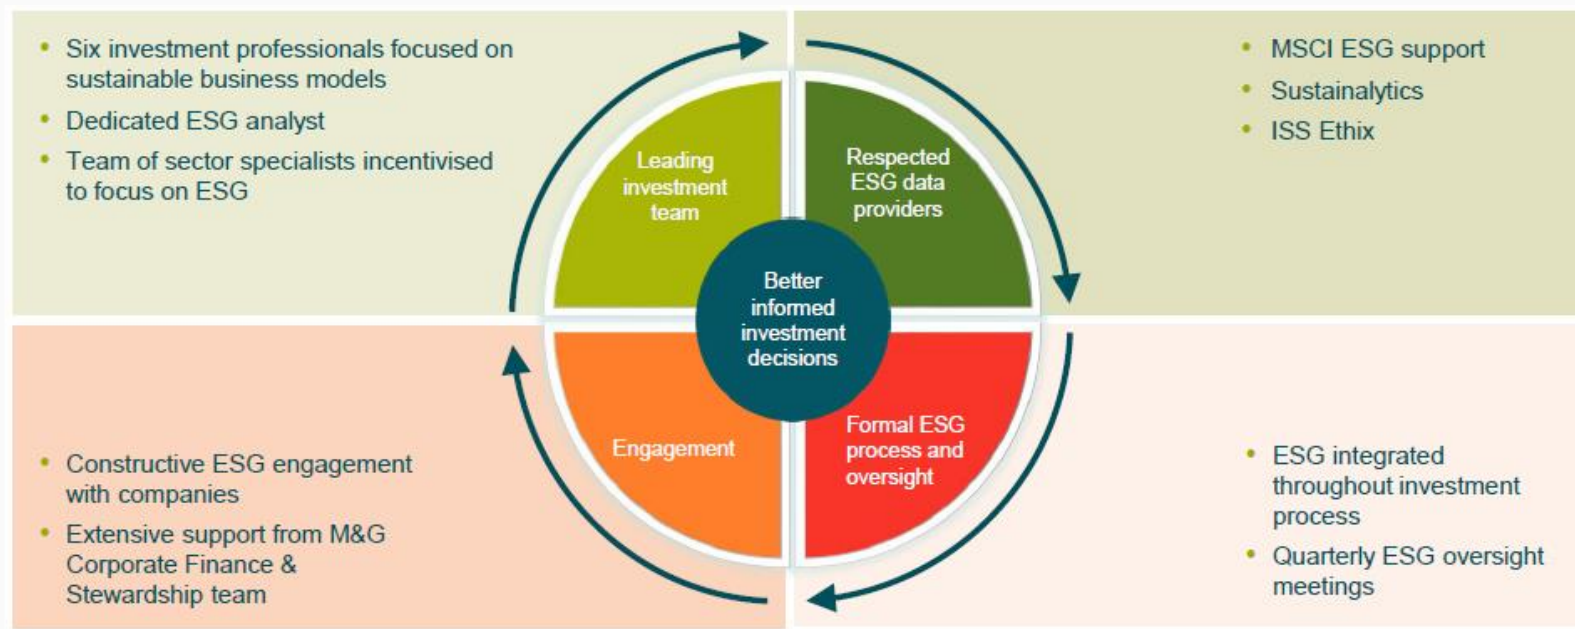 • Six investment professionals focused on
sustainable business models
• Dedicated ESG analyst
• Team of sector specialists incentivised
to focus on ESG
• MSCI ESG support
• Sustainalytics
• ISS Ethix
Leading
investment
team
Respected
ESG data
providers
Better
informed
investment
decisions
Engagement
Formal ESG
process and
oversight
• Constructive ESG engagement
with companies
• Extensive support from M&G
Corporate Finance &
Stewardship team
• ESG integrated
throughout investment
process
• Quarterly ESG oversight
meetings